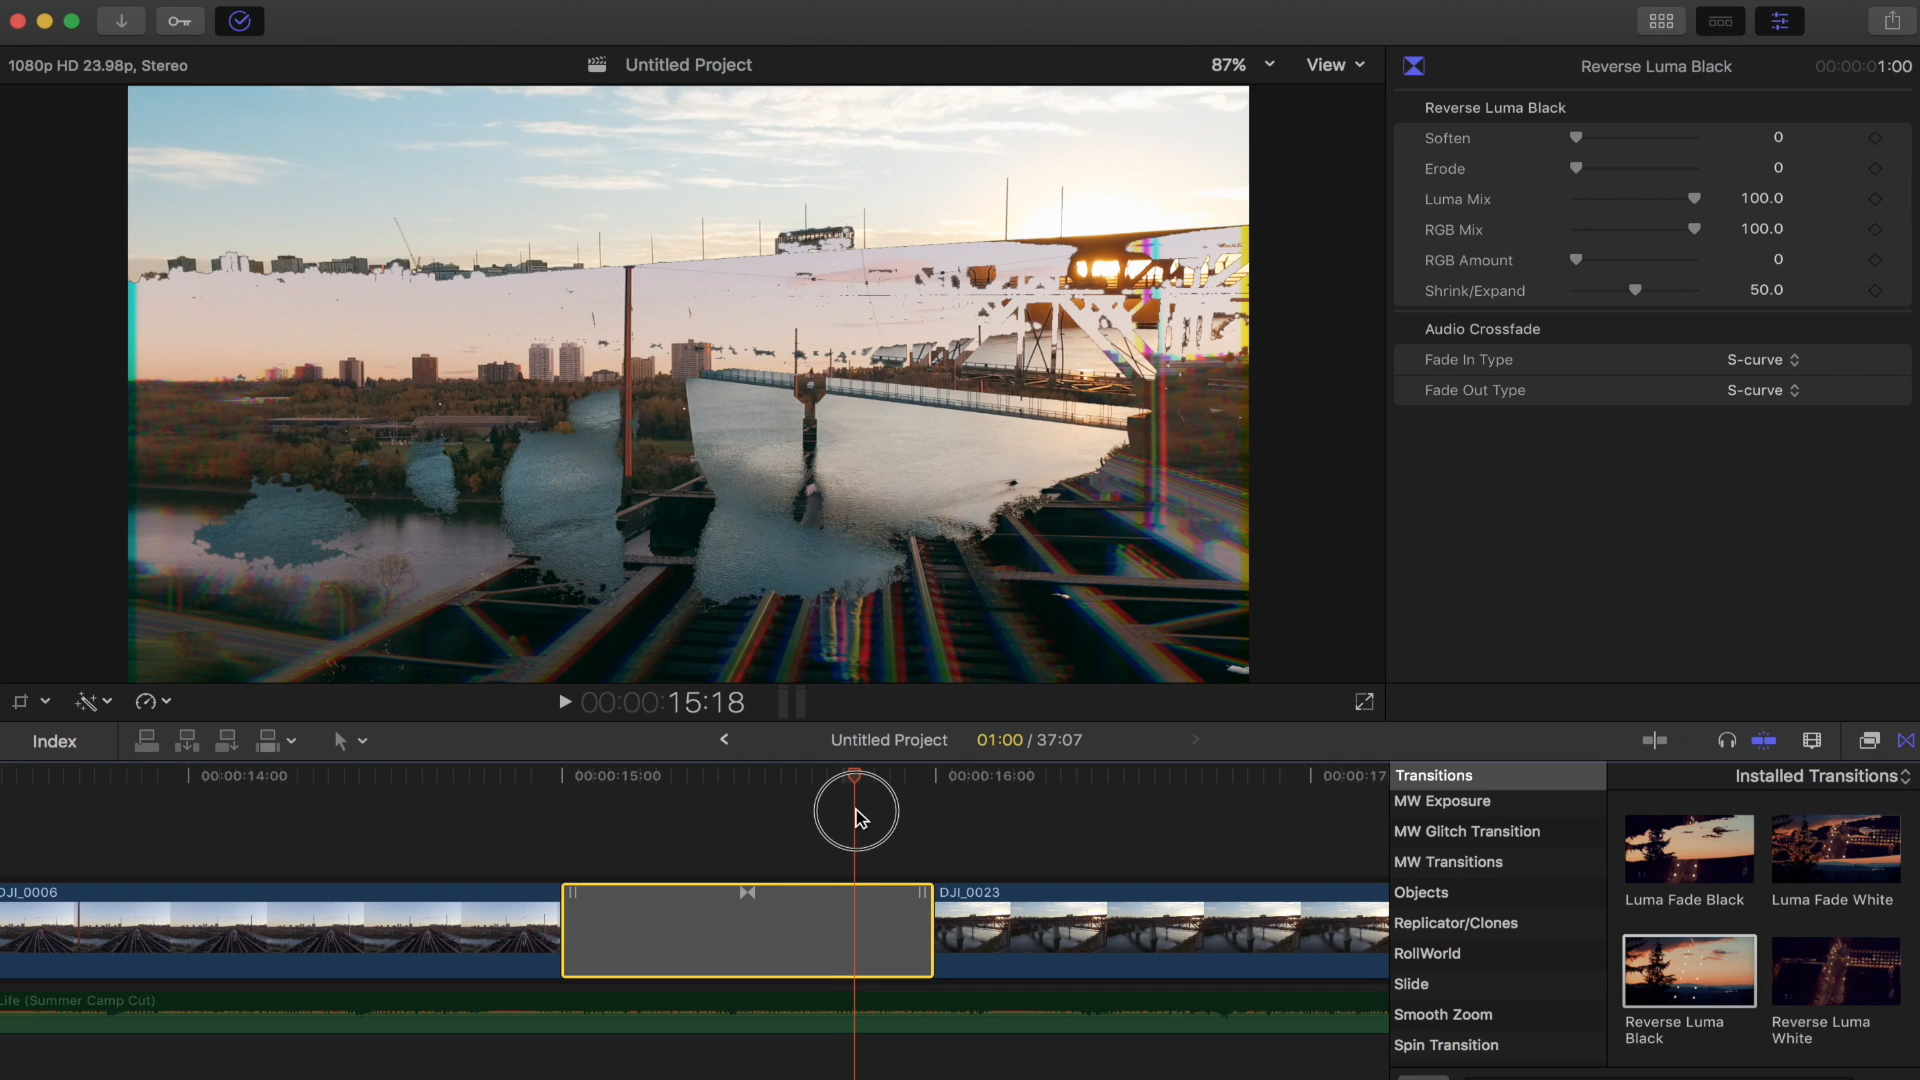 1080p HD 23.98p, Stereo
Untitled Project
87%
View
Reverse Luma Black
00:00:01:00
Reverse Luma Black
Soften 0
Erode 0
Luma Mix 100.0
RGB Mix 100.0
RGB Amount 0
Shrink/Expand 50.0
Audio Crossfade
Fade In Type S-curve
Fade Out Type S-curve
00:00:15:18
Index
Untitled Project 01:00 / 37:07
00:00:14:00
00:00:15:00
00:00:16:00
00:00:17
DJI_0006
DJI_0023
Life (Summer Camp Cut)
Transitions
MW Exposure
MW Glitch Transition
MW Transitions
Objects
Replicator/Clones
RollWorld
Slide
Smooth Zoom
Spin Transition
Installed Transitions
Luma Fade Black
Luma Fade White
Reverse Luma
Black
Reverse Luma
White